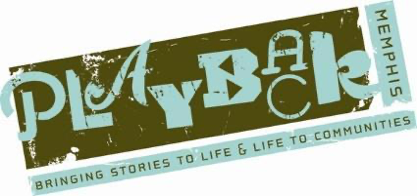 PLAYBACK
MEMPHIS
BRINGING STORIES TO LIFE & LIFE TO COMMUNITIES